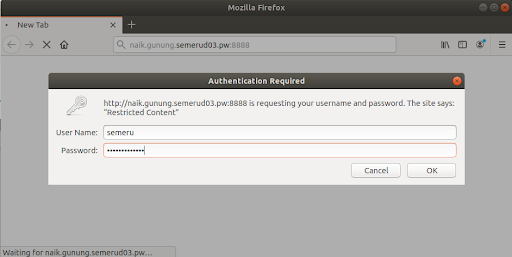 Mozilla Firefox
New Tab
naik.gunung.semerud03.pw:8888
Authentication Required
http://naik.gunung.semerud03.pw:8888 is requesting your username and password. The site says:
"Restricted Content"
User Name: semeru
Password: •••••••••••••
Cancel OK
Waiting for naik.gunung.semerud03.pw…